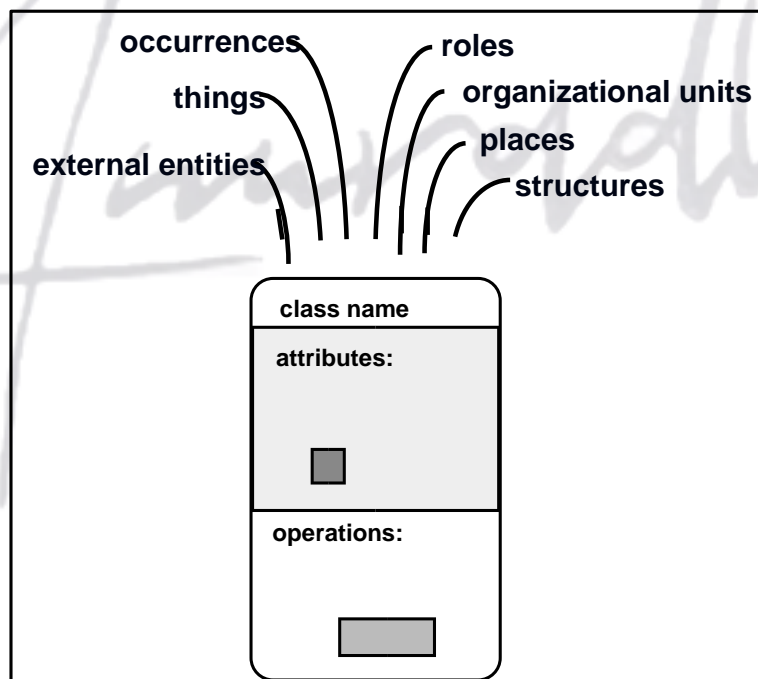 occurrences
roles
things
organizational units
places
external entities
structures
class name
attributes:
operations: